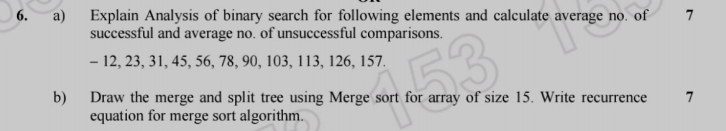 6. a) Explain Analysis of binary search for following elements and calculate average no. of 7
successful and average no. of unsuccessful comparisons.
– 12, 23, 31, 45, 56, 78, 90, 103, 113, 126, 157.
b) Draw the merge and split tree using Merge sort for array of size 15. Write recurrence 7
equation for merge sort algorithm.
153